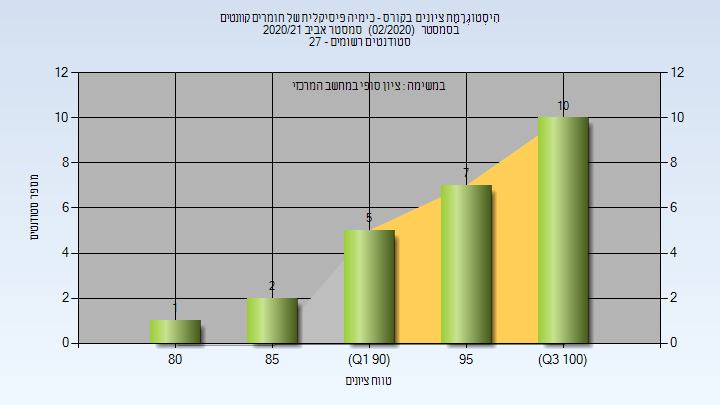 היסטוגרמת ציונים בקורס - כימיה פיסיקלית של חומרים קוונטים
בסמסטר (02/2020) סמסטר אביב 2020/21
סטודנטים רשומים - 27
במשימה : ציון סופי במחשב המרכזי
12 12
10 10
8 8
6 6
4 4
2 2
0 0
1 2 5 7 10
80 85 (Q1 90) 95 (Q3 100)
מספר סטודנטים
טווח ציונים